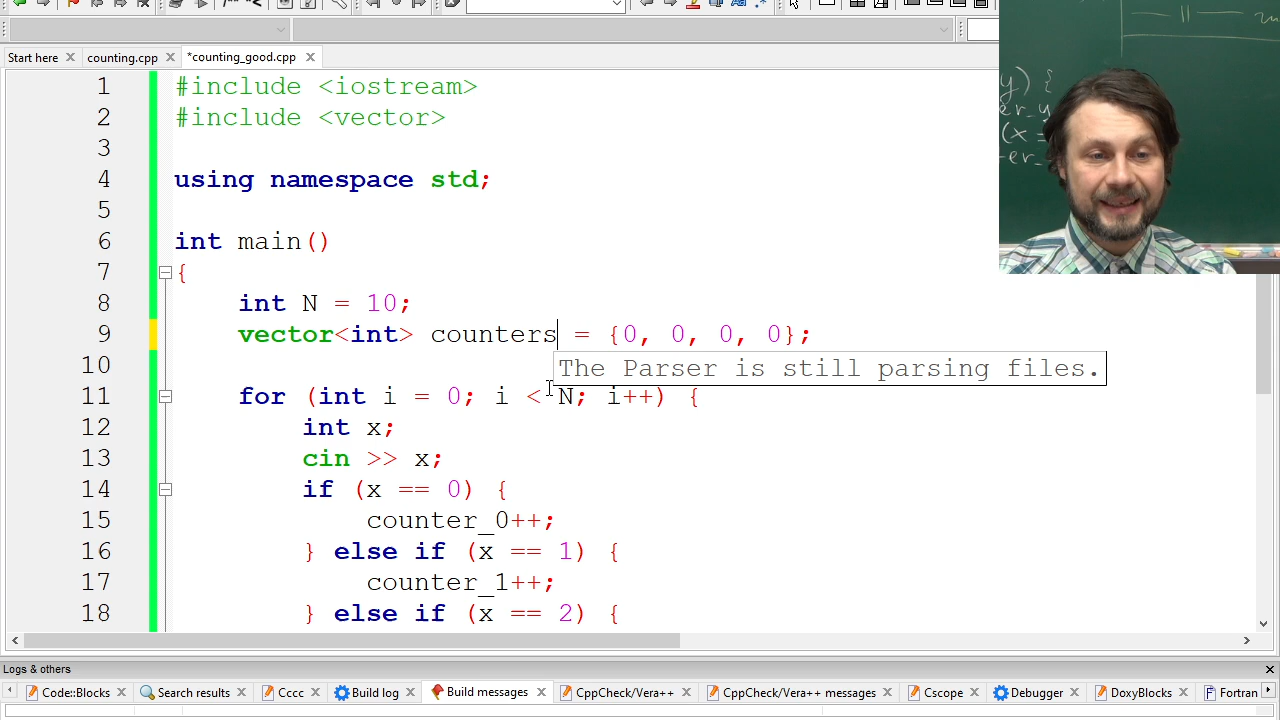 Start here
counting.cpp
*counting_good.cpp
1 #include <iostream>
2 #include <vector>
3
4 using namespace std;
5
6 int main()
7 {
8 int N = 10;
9 vector<int> counters = {0, 0, 0, 0};
The Parser is still parsing files.
10
11 for (int i = 0; i < N; i++) {
12 int x;
13 cin >> x;
14 if (x == 0) {
15 counter_0++;
16 } else if (x == 1) {
17 counter_1++;
18 } else if (x == 2) {
Logs & others
Code::Blocks
Search results
Cccc
Build log
Build messages
CppCheck/Vera++
CppCheck/Vera++ messages
Cscope
Debugger
DoxyBlocks
Fortran